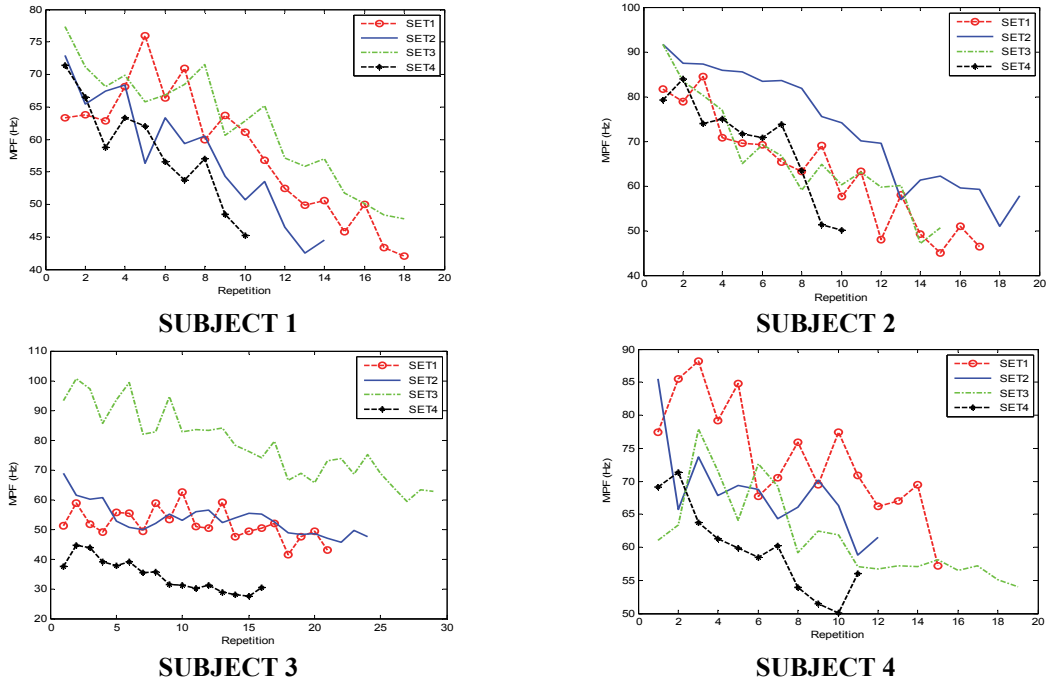 80
75
70
65
60
55
50
45
40
MPF (Hz)
0 2 4 6 8 10 12 14 16 18 20
Repetition
SET1
SET2
SET3
SET4
SUBJECT 1
100
90
80
70
60
50
40
MPF (Hz)
0 2 4 6 8 10 12 14 16 18 20
Repetition
SET1
SET2
SET3
SET4
SUBJECT 2
110
100
90
80
70
60
50
40
30
20
MPF (Hz)
0 5 10 15 20 25 30
Repetition
SET1
SET2
SET3
SET4
SUBJECT 3
90
85
80
75
70
65
60
55
50
MPF (Hz)
0 2 4 6 8 10 12 14 16 18 20
Repetition
SET1
SET2
SET3
SET4
SUBJECT 4